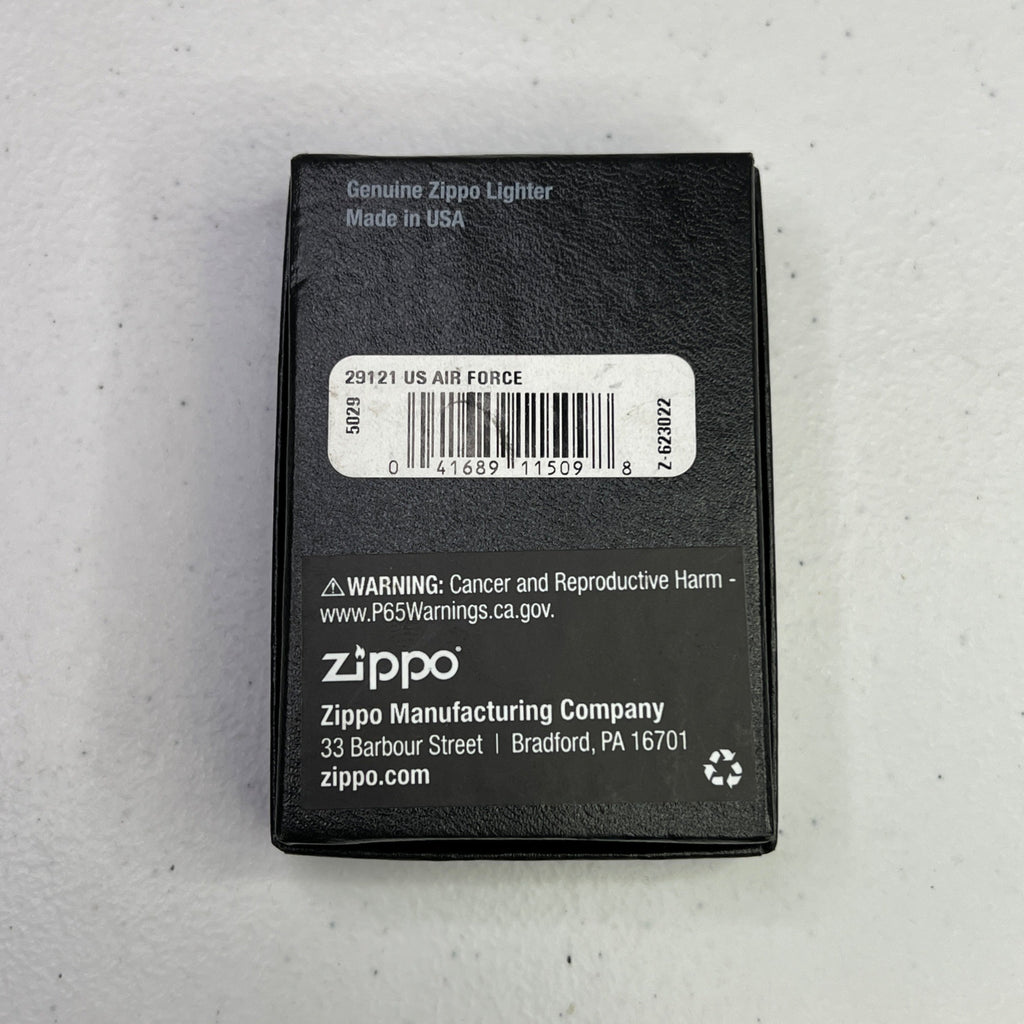 Genuine Zippo Lighter
Made in USA
29121 US AIR FORCE
5029
Z-623022
0 41689 11509 8
⚠WARNING: Cancer and Reproductive Harm -
www.P65Warnings.ca.gov.
zippo
Zippo Manufacturing Company
33 Barbour Street | Bradford, PA 16701
zippo.com